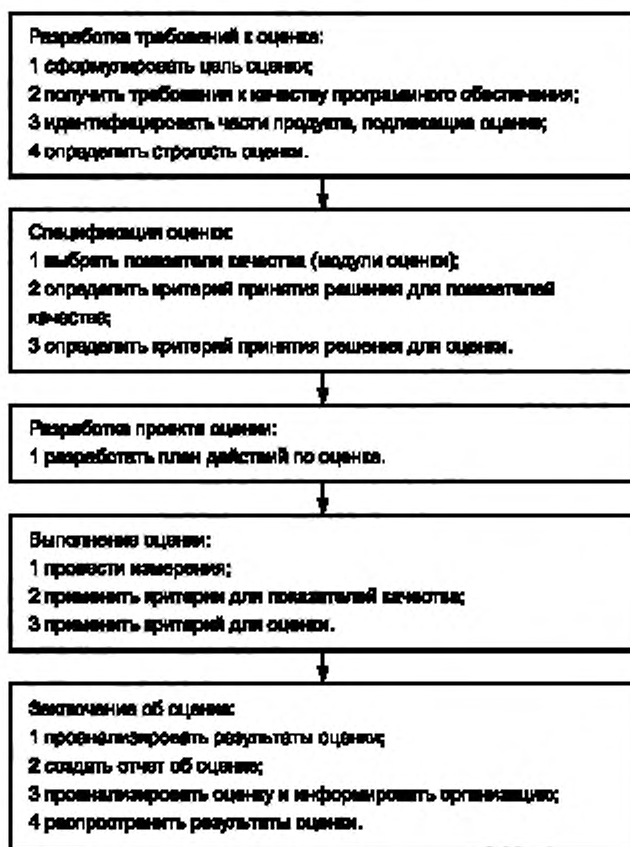 Разработка требований к оценке:
1 сформулировать цель оценки;
2 получить требования к качеству программного обеспечения;
3 идентифицировать части продукта, подлежащие оценке;
4 определить строгость оценки.
Спецификация оценки:
1 выбрать показатели качества (модули оценки);
2 определить критерий принятия решения для показателей
качества;
3 определить критерий принятия решения для оценки.
Разработка проекта оценки:
1 разработать план действий по оценке.
Выполнение оценки:
1 провести измерения;
2 применить критерии для показателей качества;
3 применить критерий для оценки.
Заключение об оценке:
1 проанализировать результаты оценки;
2 создать отчет об оценке;
3 проанализировать оценку и информировать организацию;
4 распространить результаты оценки.